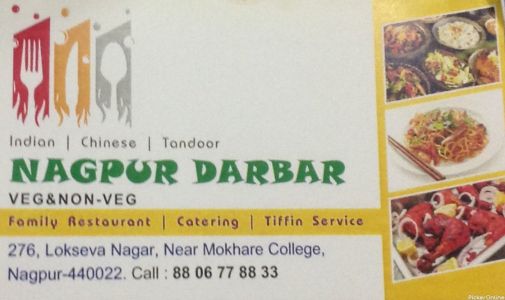 Indian | Chinese | Tandoor
NAGPUR DARBAR
VEG&NON-VEG
Family Restaurant | Catering | Tiffin Service
276, Lokseva Nagar, Near Mokhare College,
Nagpur-440022. Call : 88 06 77 88 33
PickeyOnline